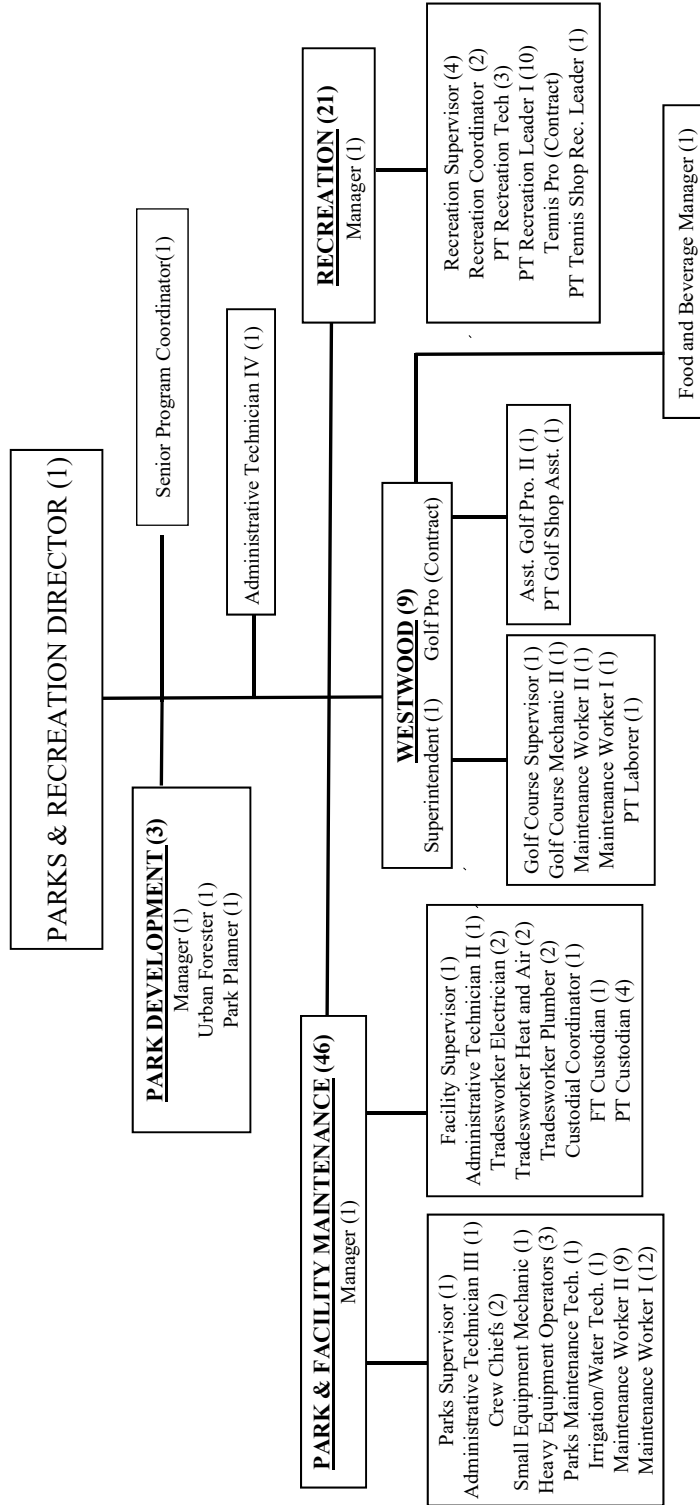 PARKS & RECREATION DIRECTOR (1)
Senior Program Coordinator(1)
PARK DEVELOPMENT (3)
Manager (1)
Urban Forester (1)
Park Planner (1)
Administrative Technician IV (1)
PARK & FACILITY MAINTENANCE (46)
Manager (1)
RECREATION (21)
Manager (1)
WESTWOOD (9)
Superintendent (1) Golf Pro (Contract)
Parks Supervisor (1)
Administrative Technician III (1)
Crew Chiefs (2)
Small Equipment Mechanic (1)
Heavy Equipment Operators (3)
Parks Maintenance Tech. (1)
Irrigation/Water Tech. (1)
Maintenance Worker II (9)
Maintenance Worker I (12)
Facility Supervisor (1)
Administrative Technician II (1)
Tradesworker Electrician (2)
Tradesworker Heat and Air (2)
Tradesworker Plumber (2)
Custodial Coordinator (1)
FT Custodian (1)
PT Custodian (4)
Golf Course Supervisor (1)
Golf Course Mechanic II (1)
Maintenance Worker II (1)
Maintenance Worker I (1)
PT Laborer (1)
Asst. Golf Pro. II (1)
PT Golf Shop Asst. (1)
Recreation Supervisor (4)
Recreation Coordinator (2)
PT Recreation Tech (3)
PT Recreation Leader I (10)
Tennis Pro (Contract)
PT Tennis Shop Rec. Leader (1)
Food and Beverage Manager (1)